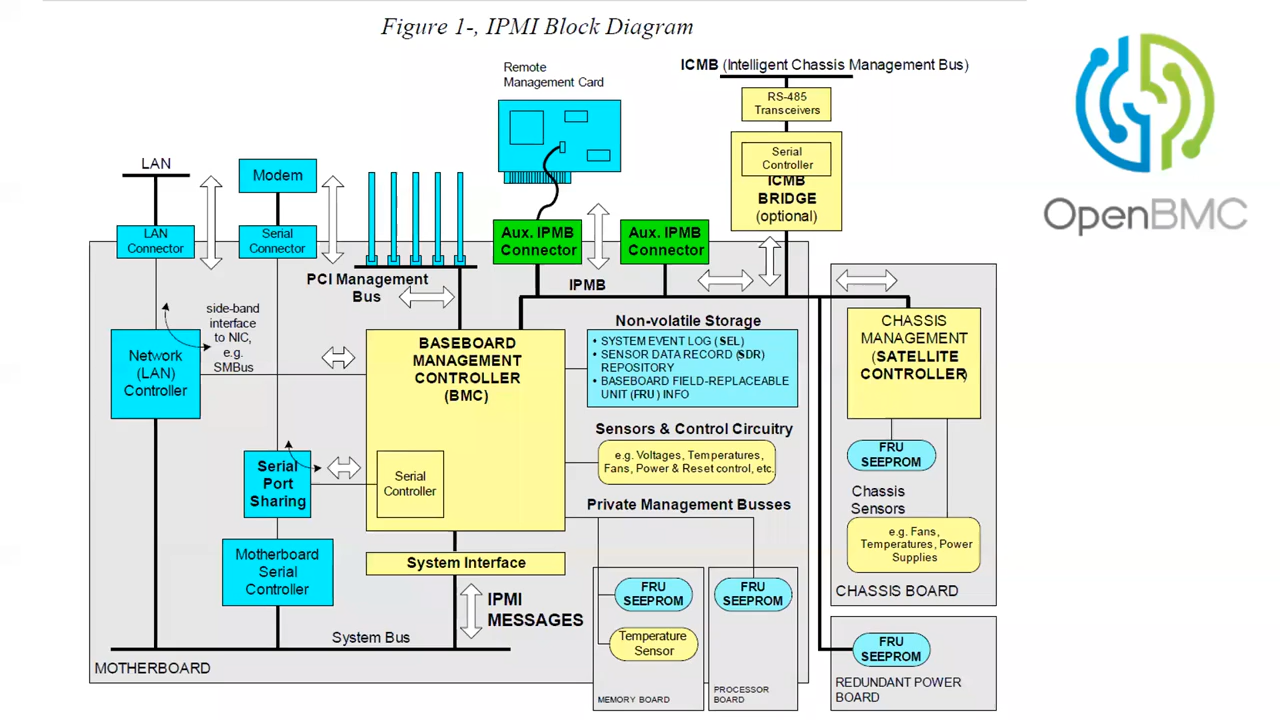 Figure 1-, IPMI Block Diagram
OpenBMC
Remote
Management Card
ICMB (Intelligent Chassis Management Bus)
RS-485
Transceivers
Serial
Controller
ICMB
BRIDGE
(optional)
LAN
Modem
LAN
Connector
Serial
Connector
Aux. IPMB
Connector
Aux. IPMB
Connector
PCI Management
Bus
IPMB
side-band
interface
to NIC,
e.g.
SMBus
Network
(LAN)
Controller
BASEBOARD
MANAGEMENT
CONTROLLER
(BMC)
Serial
Controller
Non-volatile Storage
• SYSTEM EVENT LOG (SEL)
• SENSOR DATA RECORD (SDR)
REPOSITORY
• BASEBOARD FIELD-REPLACEABLE
UNIT (FRU) INFO
Sensors & Control Circuitry
e.g. Voltages, Temperatures,
Fans, Power & Reset control, etc.
Private Management Busses
CHASSIS
MANAGEMENT
(SATELLITE
CONTROLLER)
FRU
SEEPROM
Chassis
Sensors
e.g. Fans,
Temperatures, Power
Supplies
CHASSIS BOARD
Serial
Port
Sharing
Motherboard
Serial
Controller
System Interface
IPMI
MESSAGES
System Bus
MOTHERBOARD
FRU
SEEPROM
Temperature
Sensor
MEMORY BOARD
FRU
SEEPROM
PROCESSOR
BOARD
FRU
SEEPROM
REDUNDANT POWER
BOARD